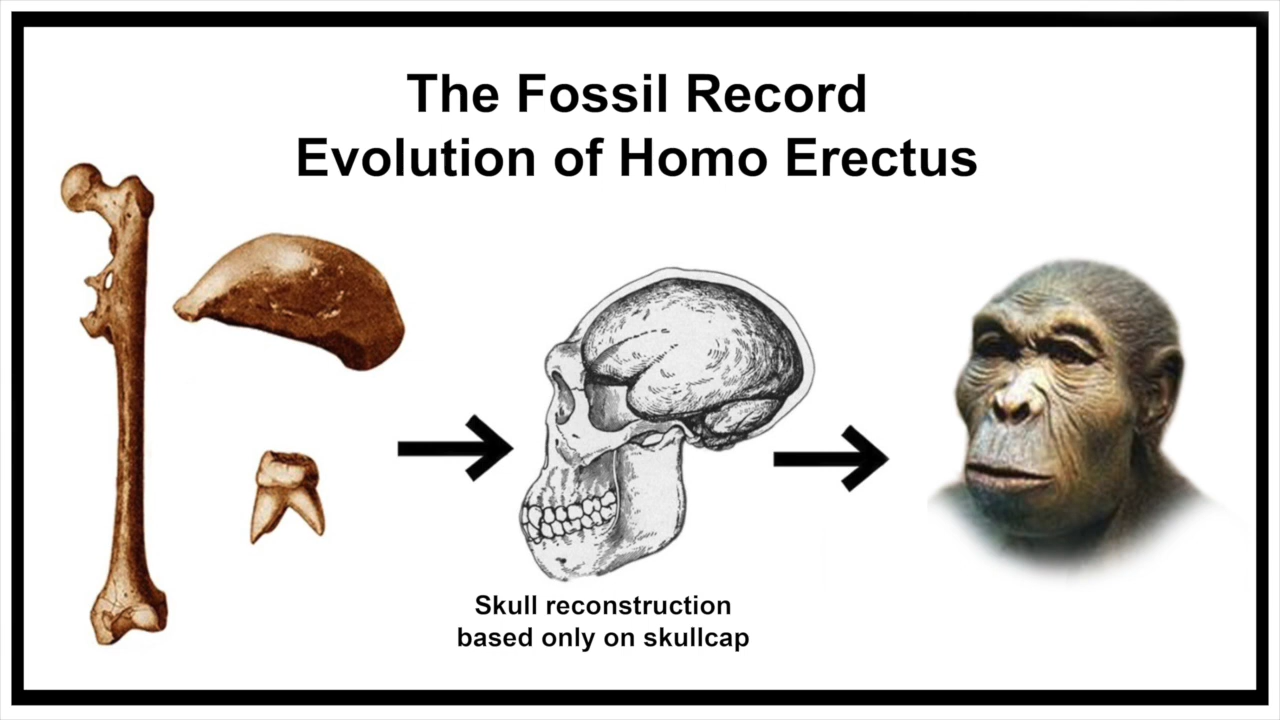 The Fossil Record
Evolution of Homo Erectus
Skull reconstruction
based only on skullcap